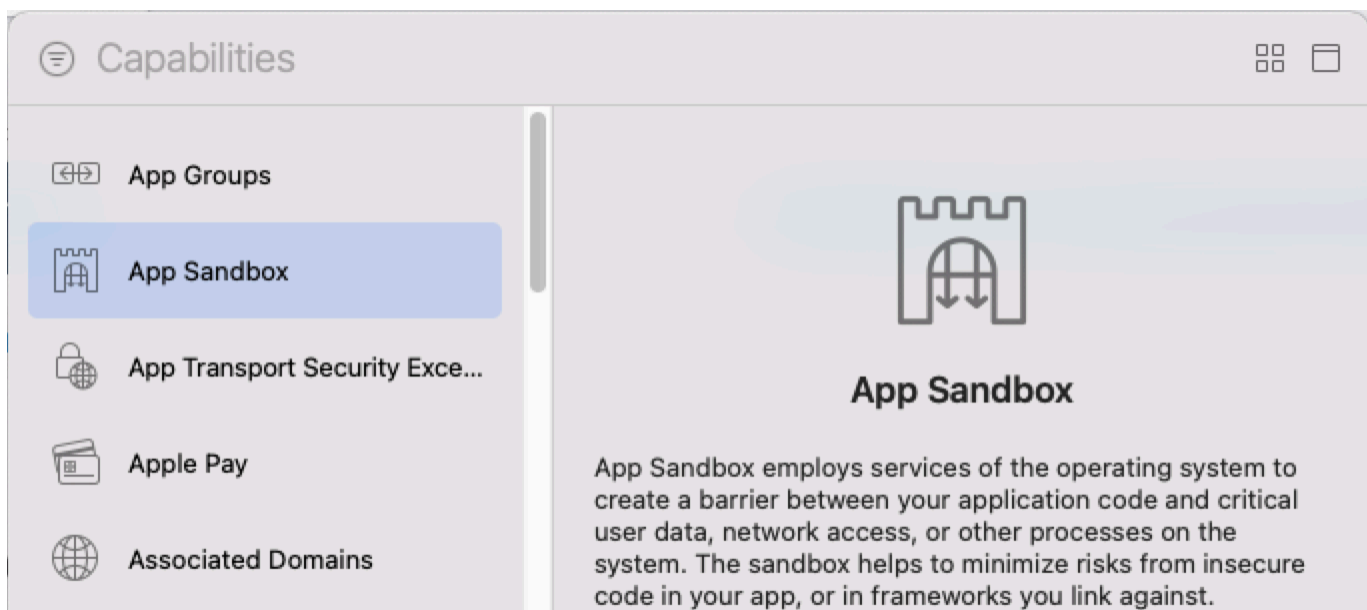 Capabilities
App Groups
App Sandbox
App Transport Security Exce...
Apple Pay
Associated Domains
App Sandbox
App Sandbox employs services of the operating system to
create a barrier between your application code and critical
user data, network access, or other processes on the
system. The sandbox helps to minimize risks from insecure
code in your app, or in frameworks you link against.